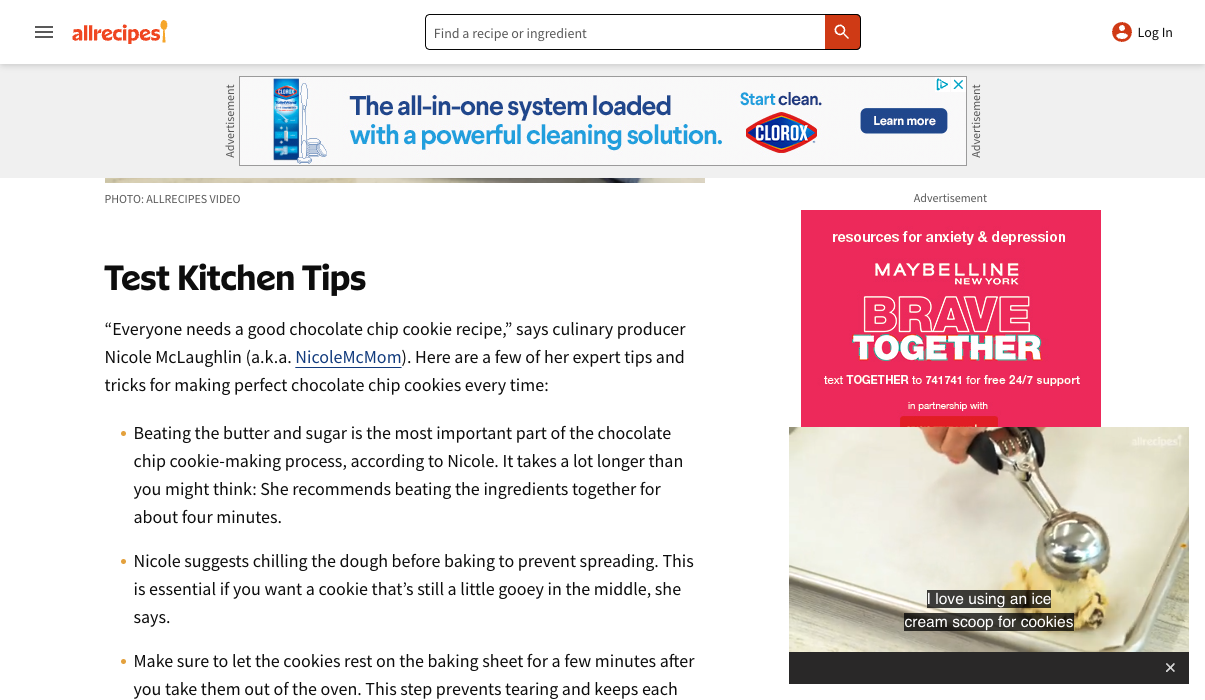 allrecipes
Find a recipe or ingredient
Log In
Advertisement
CLOROX
The all-in-one system loaded
with a powerful cleaning solution.
Start clean.
CLOROX
Learn more
Advertisement
PHOTO: ALLRECIPES VIDEO
Test Kitchen Tips
“Everyone needs a good chocolate chip cookie recipe,” says culinary producer
Nicole McLaughlin (a.k.a. NicoleMcMom). Here are a few of her expert tips and
tricks for making perfect chocolate chip cookies every time:
Beating the butter and sugar is the most important part of the chocolate
chip cookie-making process, according to Nicole. It takes a lot longer than
you might think: She recommends beating the ingredients together for
about four minutes.
Nicole suggests chilling the dough before baking to prevent spreading. This
is essential if you want a cookie that’s still a little gooey in the middle, she
says.
Make sure to let the cookies rest on the baking sheet for a few minutes after
you take them out of the oven. This step prevents tearing and keeps each
Advertisement
resources for anxiety & depression
MAYBELLINE
NEW YORK
BRAVE
TOGETHER
text TOGETHER to 741741 for free 24/7 support
in partnership with
allrecipes
I love using an ice
cream scoop for cookies